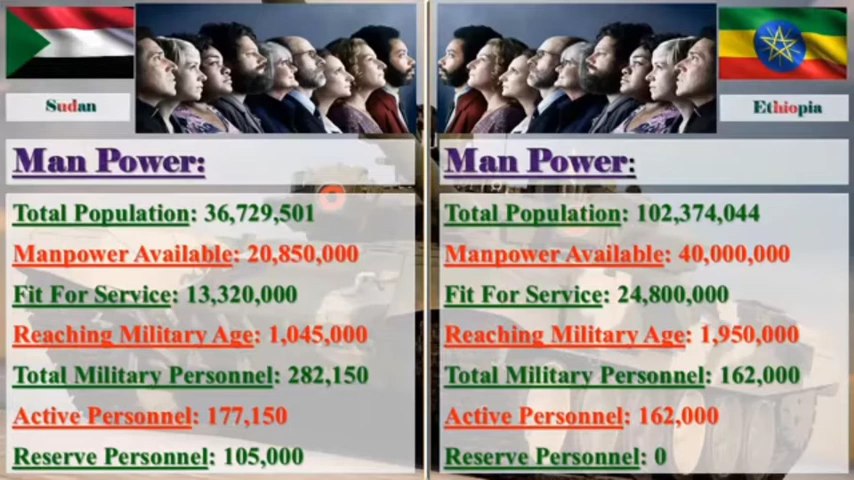 Sudan
Ethiopia
Man Power:
Total Population: 36,729,501
Manpower Available: 20,850,000
Fit For Service: 13,320,000
Reaching Military Age: 1,045,000
Total Military Personnel: 282,150
Active Personnel: 177,150
Reserve Personnel: 105,000
Man Power:
Total Population: 102,374,044
Manpower Available: 40,000,000
Fit For Service: 24,800,000
Reaching Military Age: 1,950,000
Total Military Personnel: 162,000
Active Personnel: 162,000
Reserve Personnel: 0